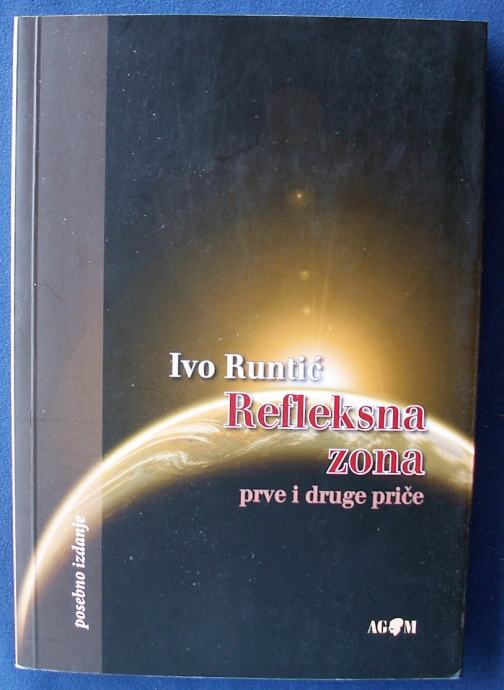 Ivo Runtić
Refleksna
zona
prve i druge priče
posebno izdanje
AGM